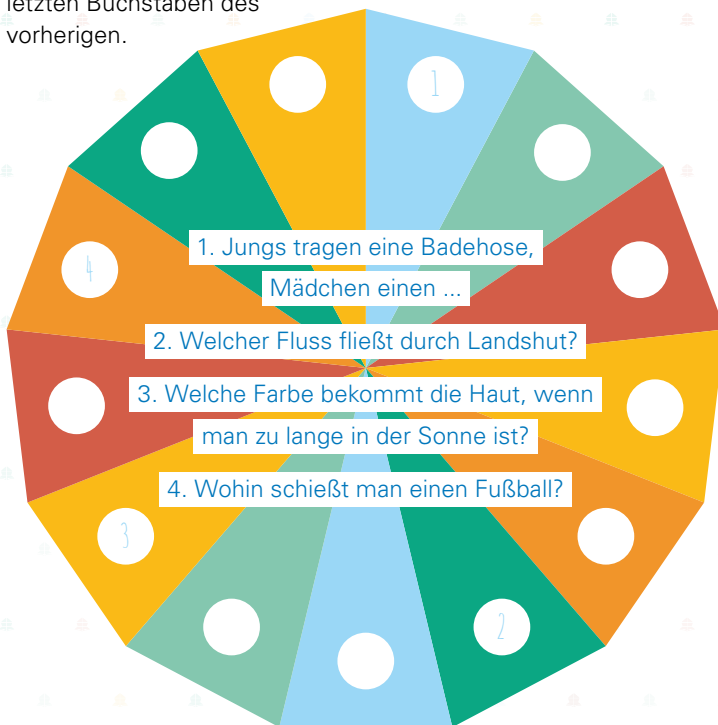 letzten Buchstaben des
vorherigen.
1
1. Jungs tragen eine Badehose,
Mädchen einen ...
4
2. Welcher Fluss fließt durch Landshut?
3. Welche Farbe bekommt die Haut, wenn
man zu lange in der Sonne ist?
4. Wohin schießt man einen Fußball?
3
2